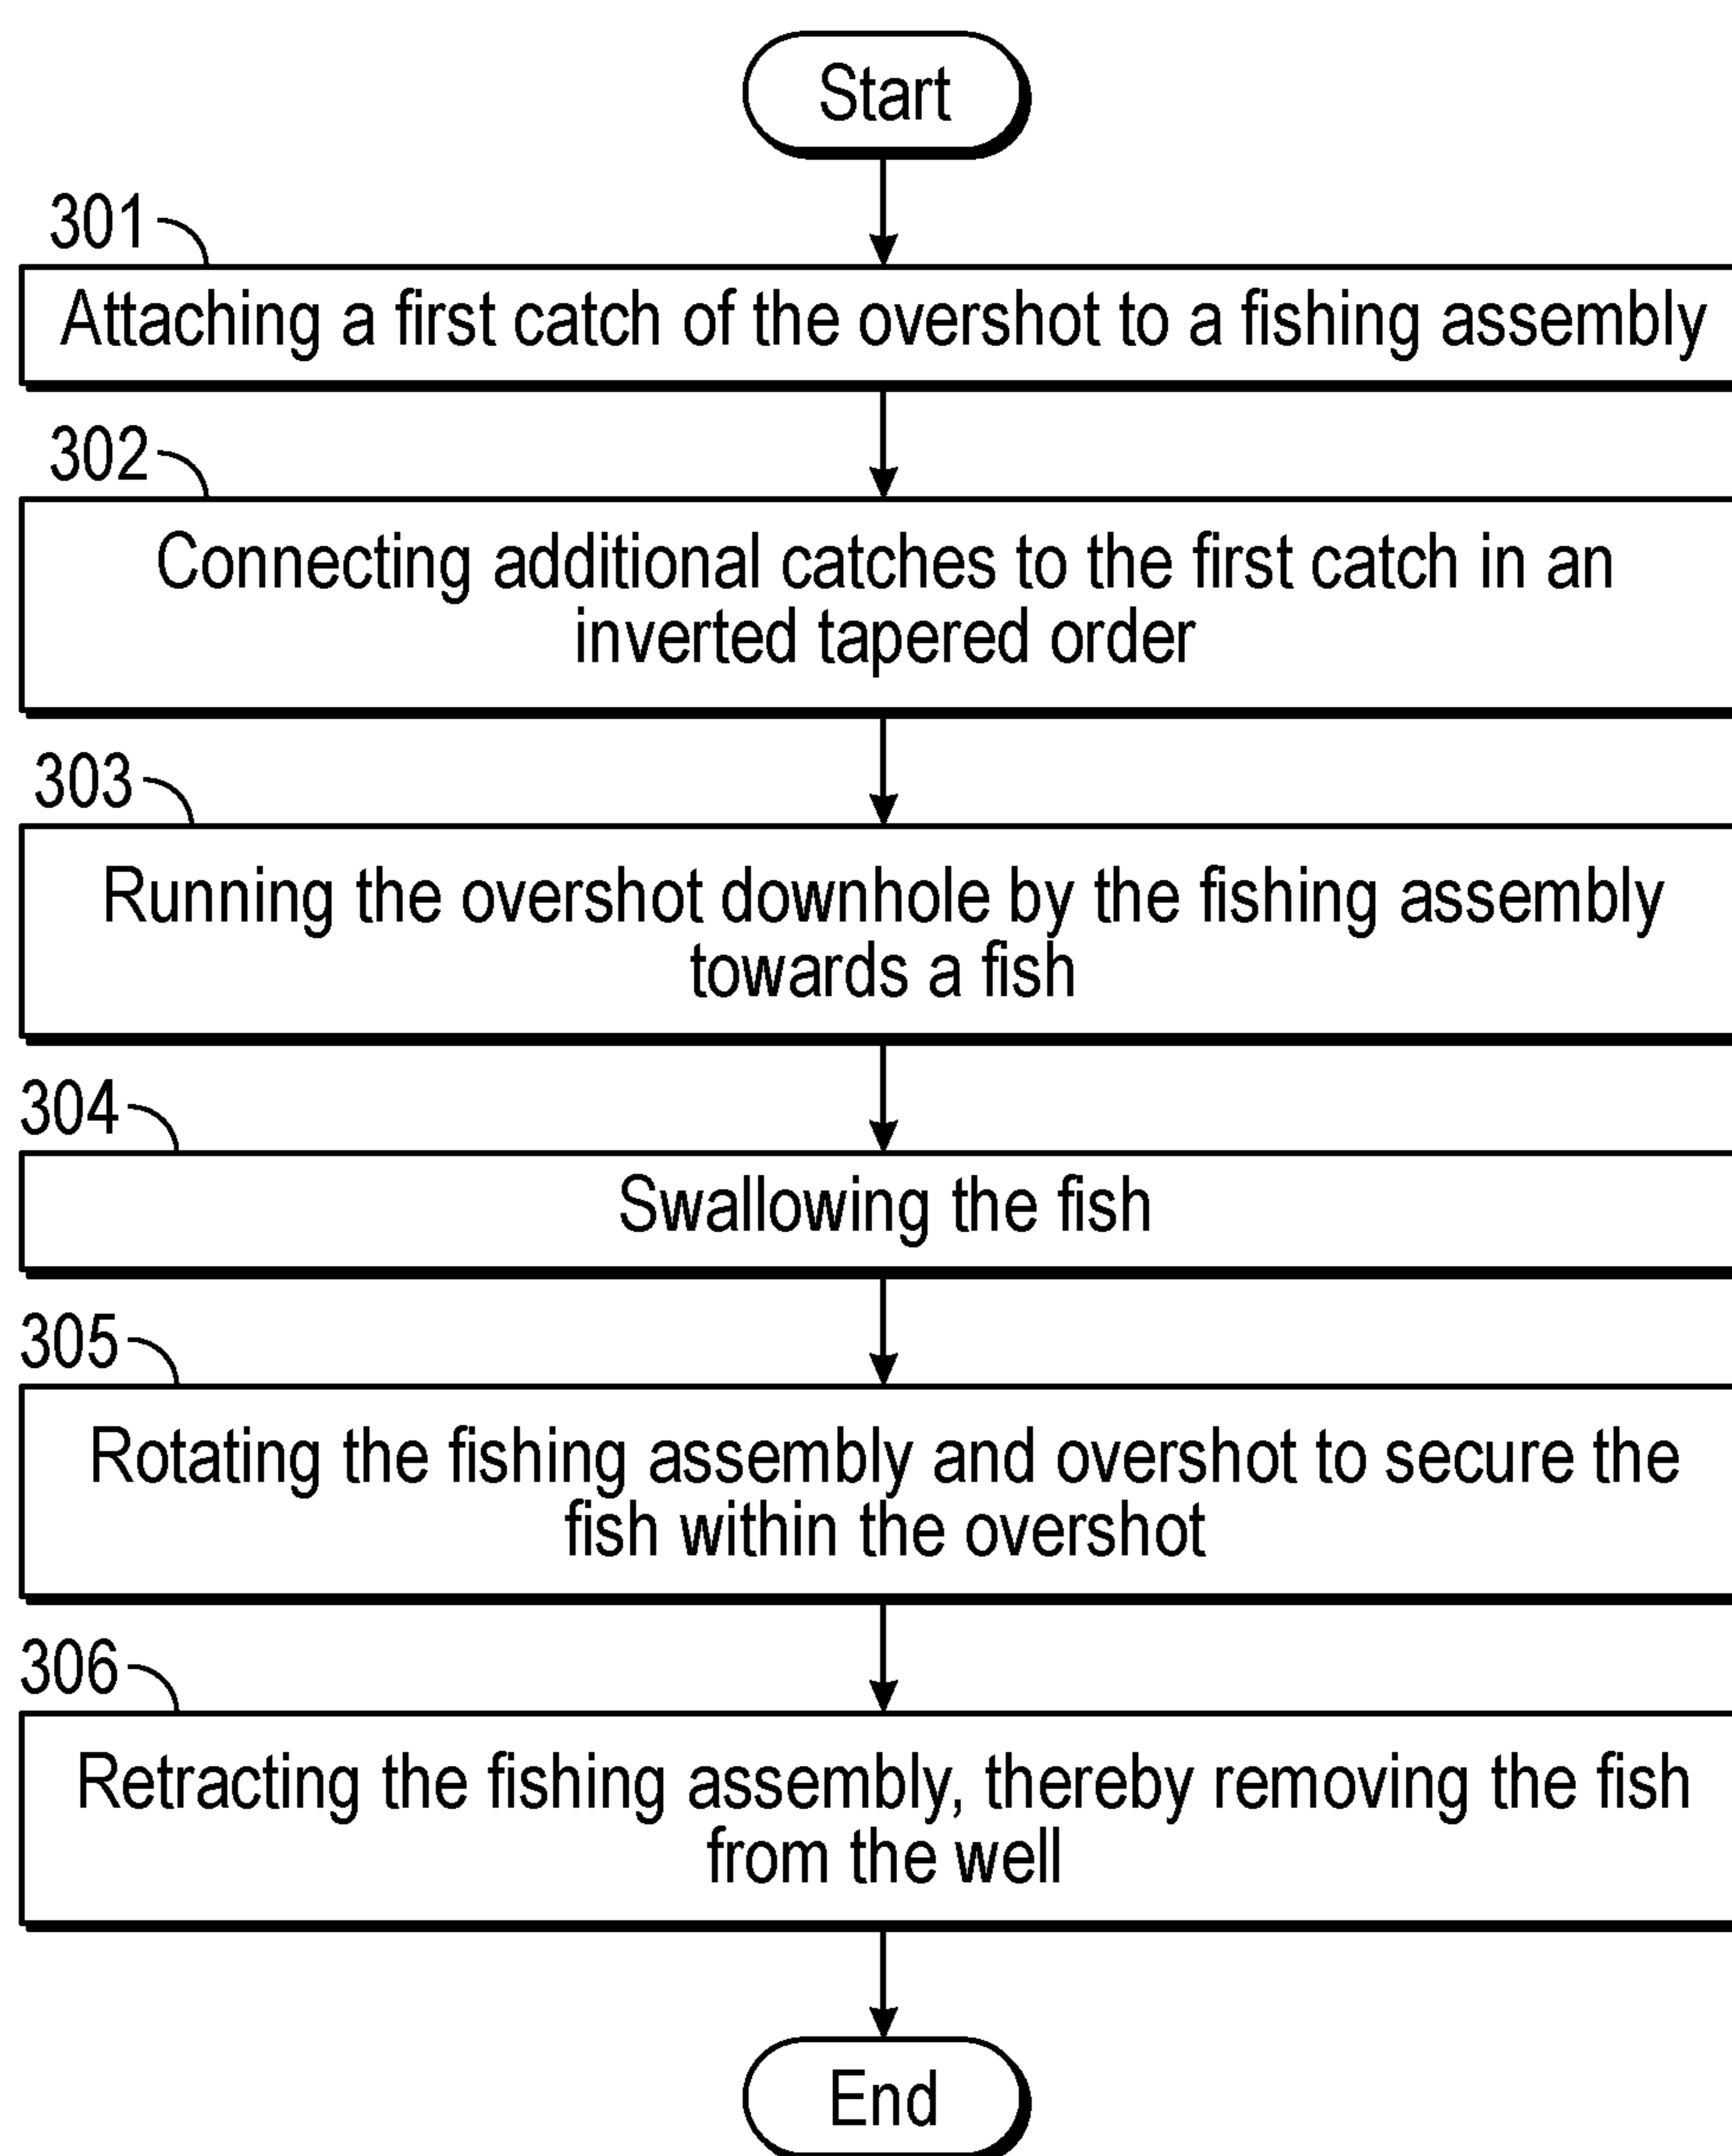 Start
301
Attaching a first catch of the overshot to a fishing assembly
302
Connecting additional catches to the first catch in an
inverted tapered order
303
Running the overshot downhole by the fishing assembly
towards a fish
304
Swallowing the fish
305
Rotating the fishing assembly and overshot to secure the
fish within the overshot
306
Retracting the fishing assembly, thereby removing the fish
from the well
End